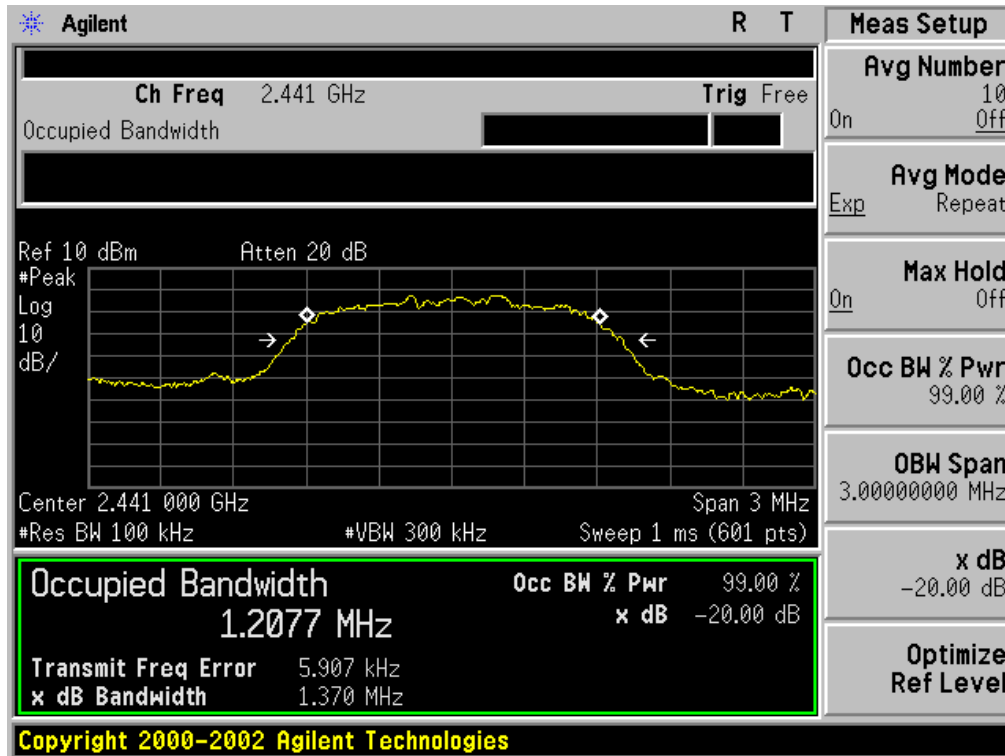 Agilent R T
Ch Freq 2.441 GHz Trig Free
Occupied Bandwidth
Ref 10 dBm Atten 20 dB
#Peak
Log
10
dB/
Center 2.441 000 GHz Span 3 MHz
#Res BW 100 kHz #VBW 300 kHz Sweep 1 ms (601 pts)
Occupied Bandwidth Occ BW % Pwr 99.00 %
1.2077 MHz x dB -20.00 dB
Transmit Freq Error 5.907 kHz
x dB Bandwidth 1.370 MHz
Copyright 2000-2002 Agilent Technologies
Meas Setup
Avg Number
10
On Off
Avg Mode
Exp Repeat
Max Hold
On Off
Occ BW % Pwr
99.00 %
OBW Span
3.00000000 MHz
x dB
-20.00 dB
Optimize
Ref Level